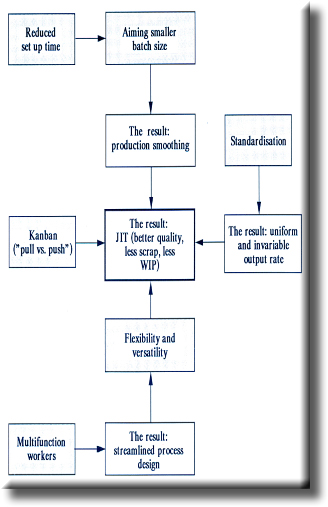 Reduced
set up time
Aiming smaller
batch size
The result:
production smoothing
Standardisation
Kanban
("pull vs. push")
The result:
JIT (better quality,
less scrap, less
WIP)
The result: uniform
and invariable
output rate
Flexibility and
versatility
Multifunction
workers
The result:
streamlined process
design